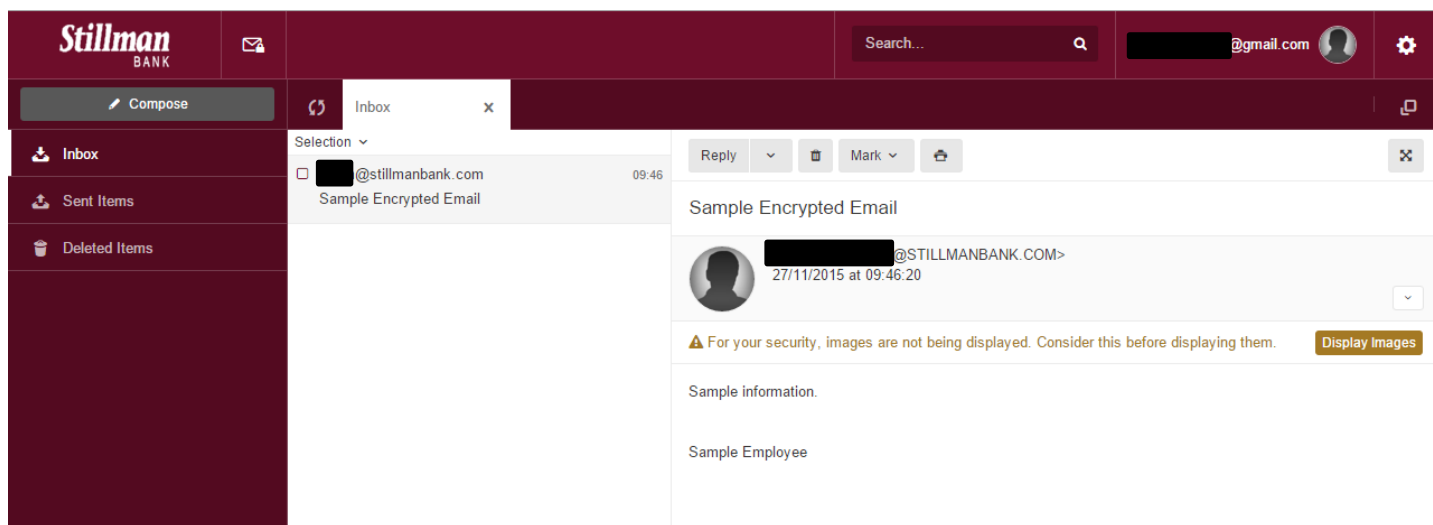 Stillman
BANK
Search...
@gmail.com
Compose
Inbox x
Inbox
Sent Items
Deleted Items
Selection
@stillmanbank.com 09:46
Sample Encrypted Email
Reply Mark
Sample Encrypted Email
@STILLMANBANK.COM>
27/11/2015 at 09:46:20
For your security, images are not being displayed. Consider this before displaying them. Display Images
Sample information.
Sample Employee